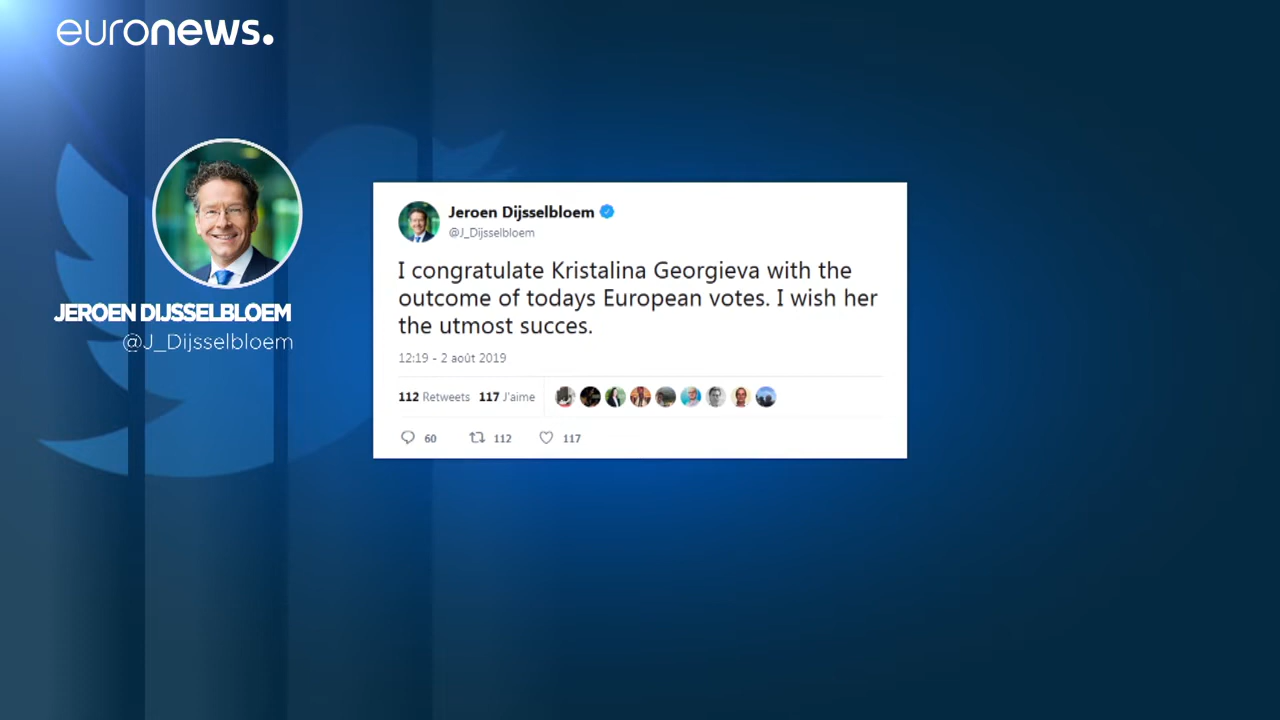 euronews.
JEROEN DIJSSELBLOEM
@J_Dijsselbloem
Jeroen Dijsselbloem
@J_Dijsselbloem
I congratulate Kristalina Georgieva with the
outcome of todays European votes. I wish her
the utmost succes.
12:19 - 2 août 2019
112 Retweets 117 J'aime
60 112 117